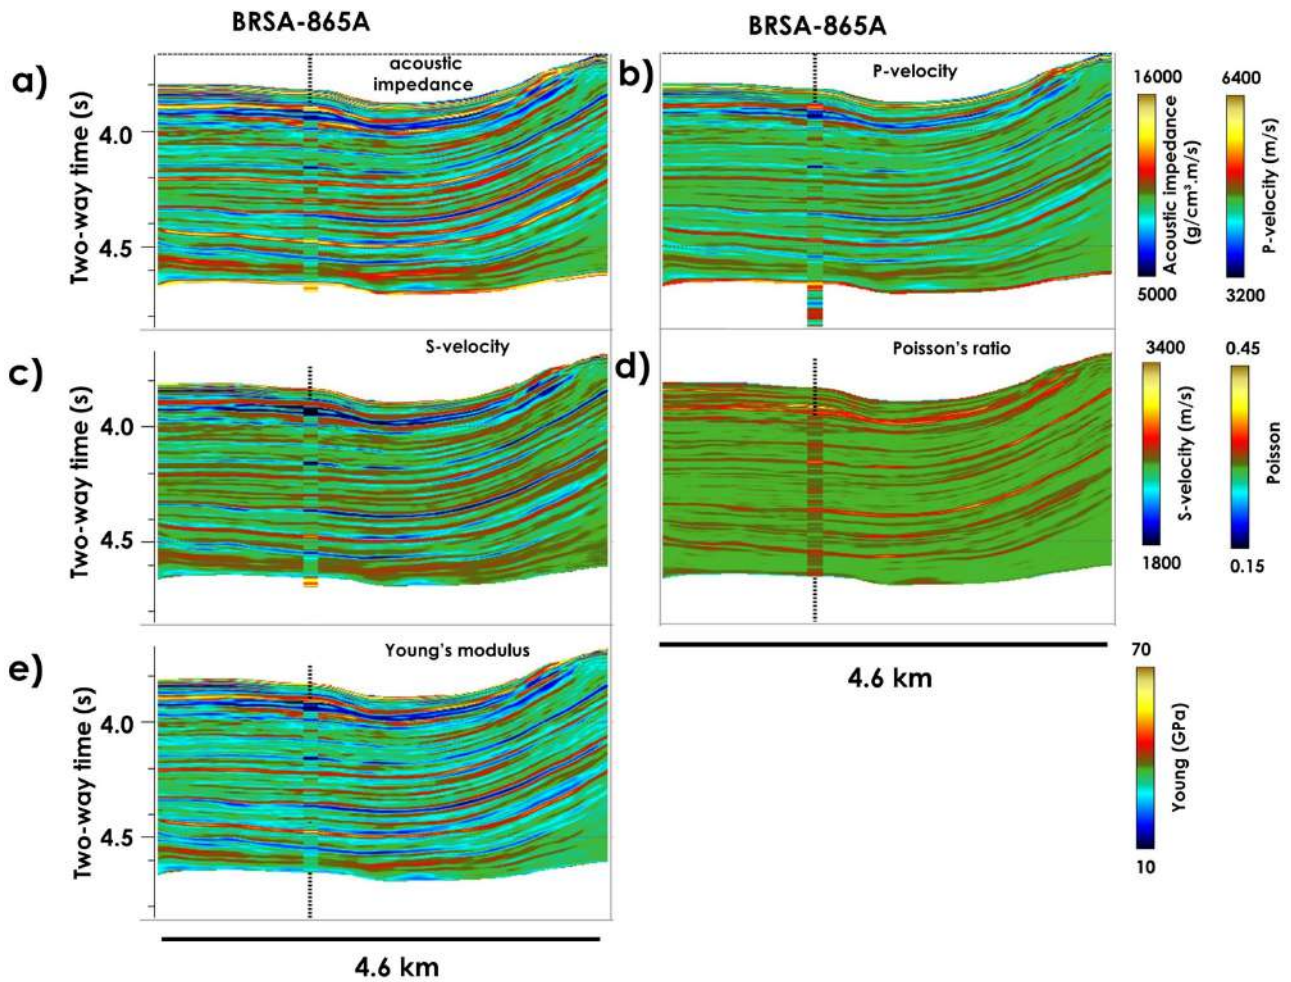 BRSA-865A
BRSA-865A
a)
acoustic
impedance
Two-way time (s)
4.0
4.5
b)
P-velocity
16000
Acoustic impedance
(g/cm³.m/s)
5000
6400
P-velocity (m/s)
3200
c)
S-velocity
Two-way time (s)
4.0
4.5
d)
Poisson's ratio
3400
S-velocity (m/s)
1800
0.45
Poisson
0.15
4.6 km
e)
Young's modulus
Two-way time (s)
4.0
4.5
70
Young (GPa)
10
4.6 km